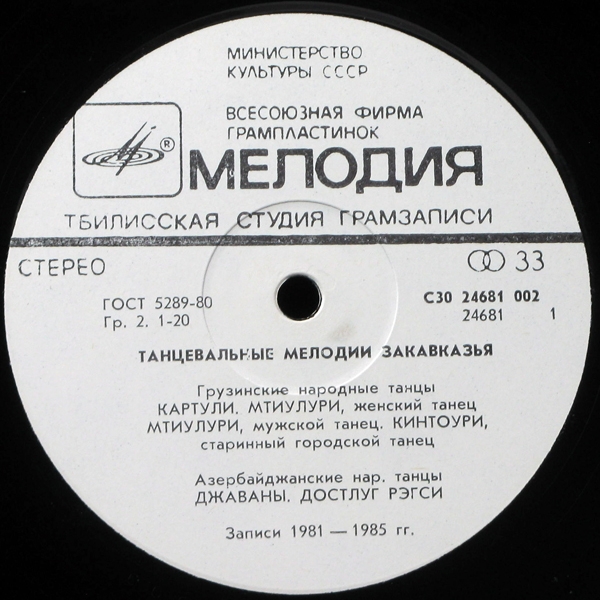 МИНИСТЕРСТВО
КУЛЬТУРЫ СССР
ВСЕСОЮЗНАЯ ФИРМА
ГРАМПЛАСТИНОК
®
МЕЛОДИЯ
ТБИЛИССКАЯ СТУДИЯ ГРАМЗАПИСИ
СТЕРЕО 33
ГОСТ 5289-80 С30 24681 002
Гр. 2. 1-20 24681 1
ТАНЦЕВАЛЬНЫЕ МЕЛОДИИ ЗАКАВКАЗЬЯ
Грузинские народные танцы
КАРТУЛИ. МТИУЛУРИ, женский танец
МТИУЛУРИ, мужской танец. КИНТОУРИ,
старинный городской танец
Азербайджанские нар. танцы
ДЖАВАНЫ. ДОСТЛУГ РЭГСИ
Записи 1981 — 1985 гг.